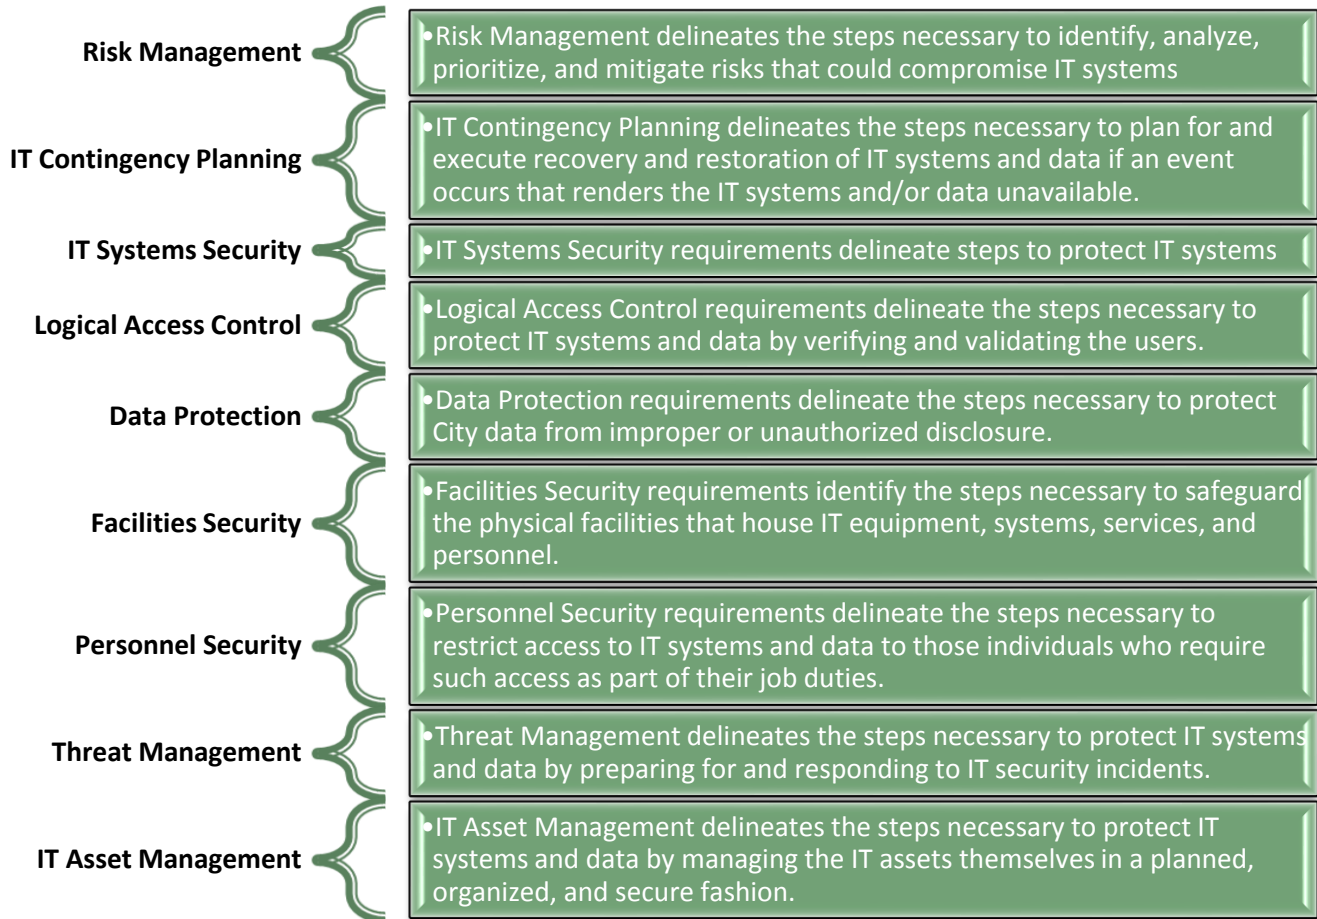 Risk Management
•Risk Management delineates the steps necessary to identify, analyze,
prioritize, and mitigate risks that could compromise IT systems
IT Contingency Planning
•IT Contingency Planning delineates the steps necessary to plan for and
execute recovery and restoration of IT systems and data if an event
occurs that renders the IT systems and/or data unavailable.
IT Systems Security
•IT Systems Security requirements delineate steps to protect IT systems
Logical Access Control
•Logical Access Control requirements delineate the steps necessary to
protect IT systems and data by verifying and validating the users.
Data Protection
•Data Protection requirements delineate the steps necessary to protect
City data from improper or unauthorized disclosure.
Facilities Security
•Facilities Security requirements identify the steps necessary to safeguard
the physical facilities that house IT equipment, systems, services, and
personnel.
Personnel Security
•Personnel Security requirements delineate the steps necessary to
restrict access to IT systems and data to those individuals who require
such access as part of their job duties.
Threat Management
•Threat Management delineates the steps necessary to protect IT systems
and data by preparing for and responding to IT security incidents.
IT Asset Management
•IT Asset Management delineates the steps necessary to protect IT
systems and data by managing the IT assets themselves in a planned,
organized, and secure fashion.